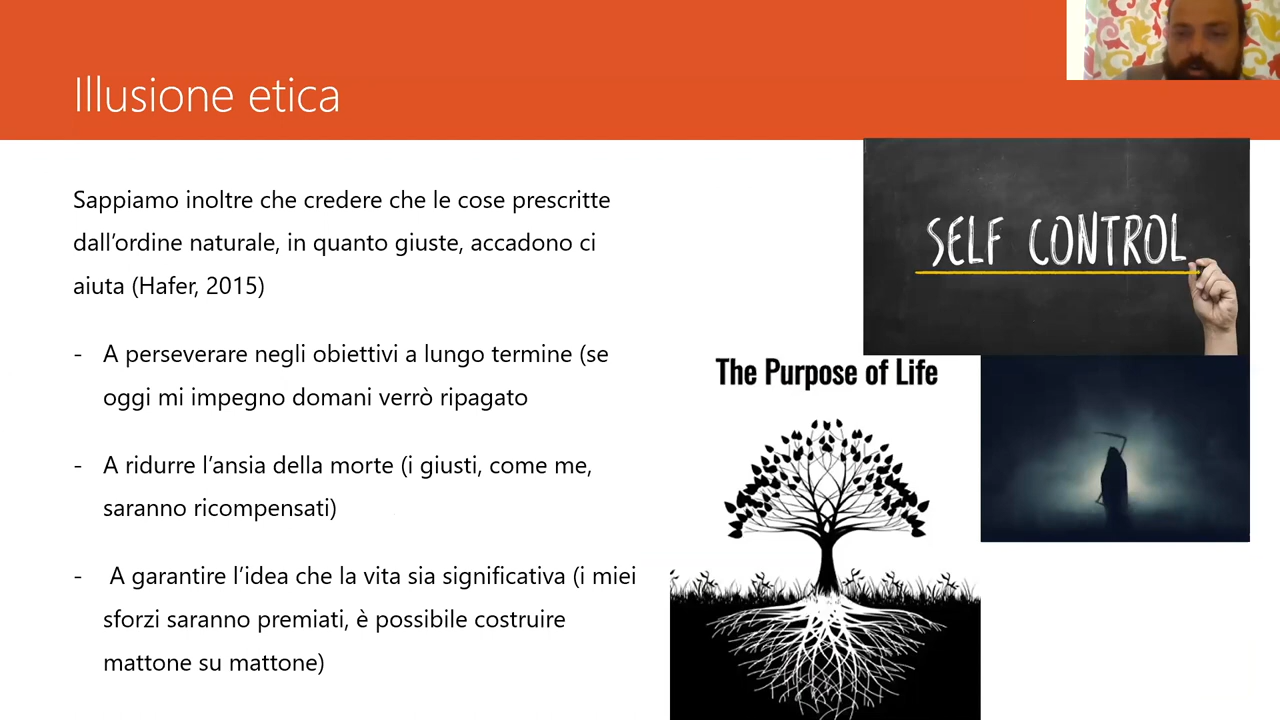 Illusione etica
Sappiamo inoltre che credere che le cose prescritte
dall’ordine naturale, in quanto giuste, accadono ci
aiuta (Hafer, 2015)
- A perseverare negli obiettivi a lungo termine (se
oggi mi impegno domani verrò ripagato
- A ridurre l’ansia della morte (i giusti, come me,
saranno ricompensati)
- A garantire l’idea che la vita sia significativa (i miei
sforzi saranno premiati, è possibile costruire
mattone su mattone)
SELF CONTROL
The Purpose of Life